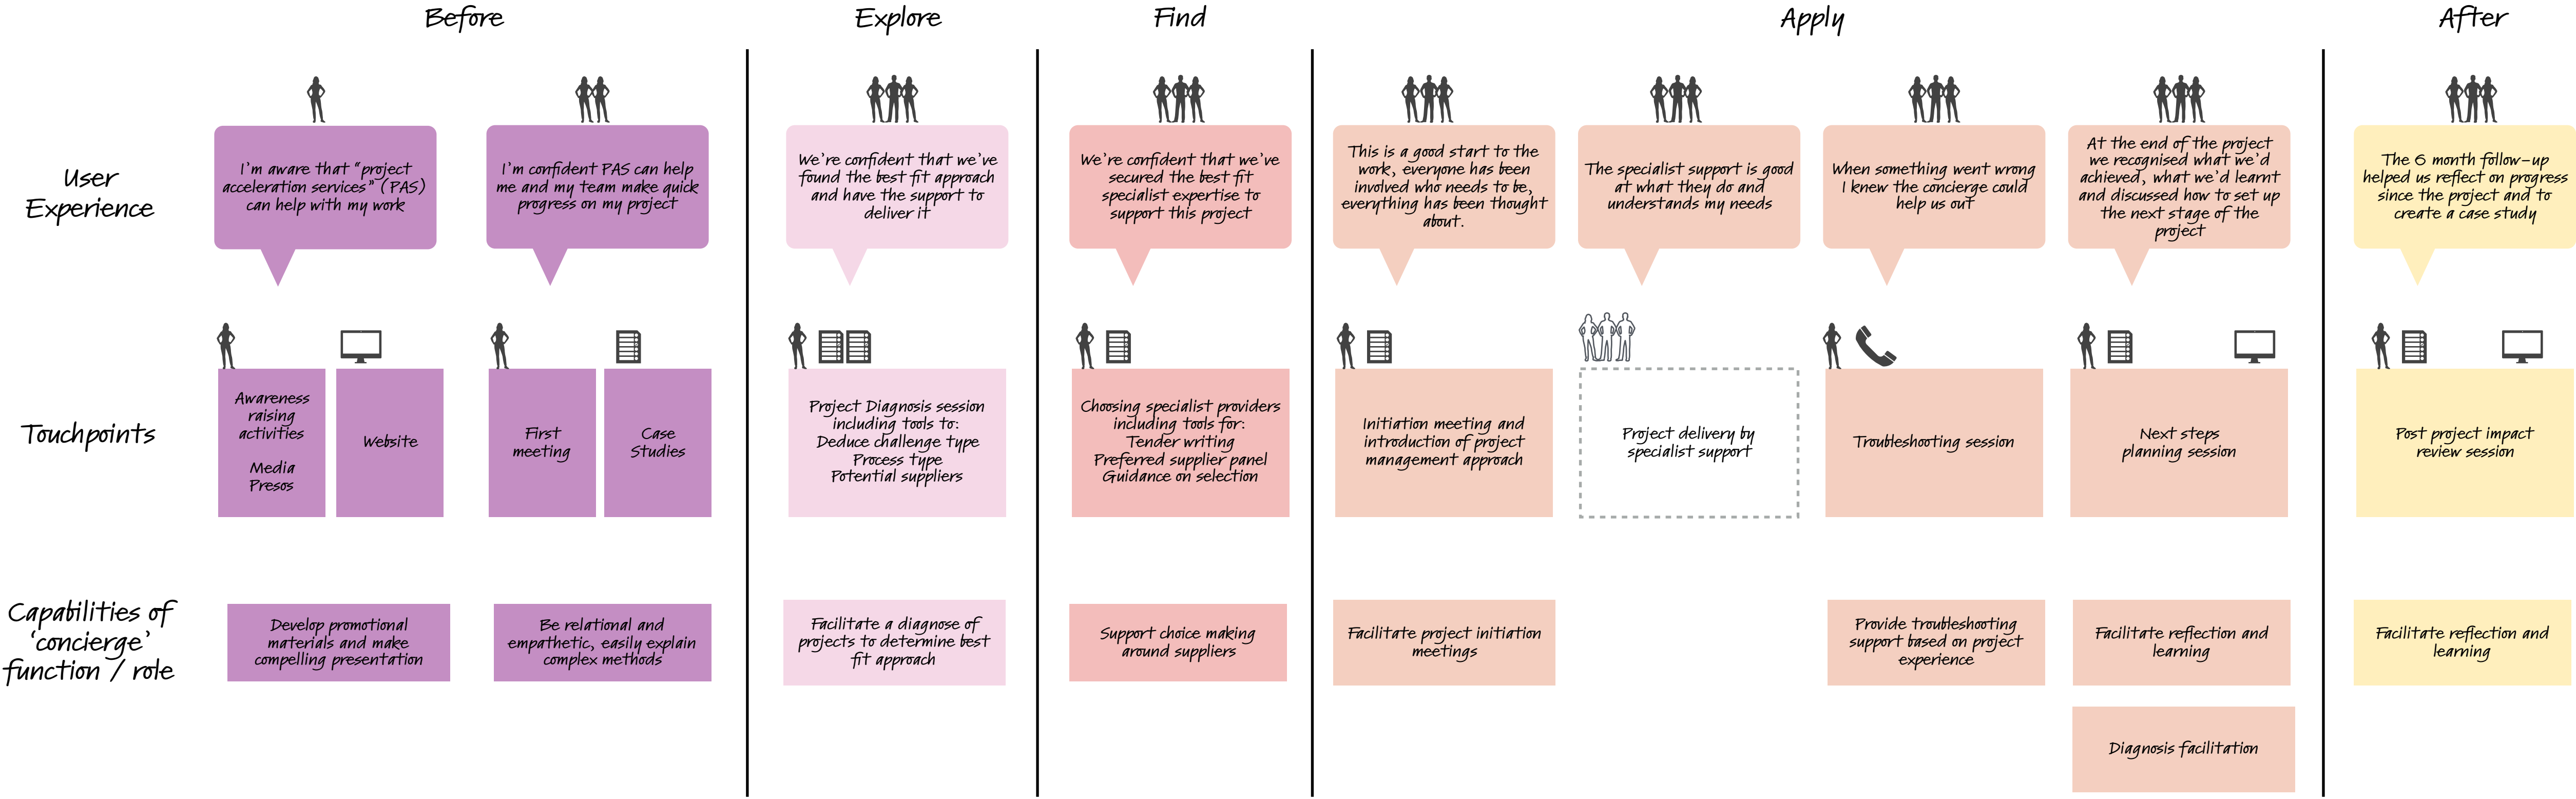 Before
Explore
Find
Apply
After
User
Experience
I'm aware that "project
acceleration services" (PAS)
can help with my work
I'm confident PAS can help
me and my team make quick
progress on my project
We're confident that we've
found the best fit approach
and have the support to
deliver it
We're confident that we've
secured the best fit
specialist expertise to
support this project
This is a good start to the
work, everyone has been
involved who needs to be,
everything has been thought
about.
The specialist support is good
at what they do and
understands my needs
When something went wrong
I knew the concierge could
help us out
At the end of the project
we recognised what we'd
achieved, what we'd learnt
and discussed how to set up
the next stage of the
project
The 6 month follow-up
helped us reflect on progress
since the project and to
create a case study
Touchpoints
Awareness
raising
activities
Media
Presos
Website
First
meeting
Case
Studies
Project Diagnosis session
including tools to:
Deduce challenge type
Process type
Potential suppliers
Choosing specialist providers
including tools for:
Tender writing
Preferred supplier panel
Guidance on selection
Initiation meeting and
introduction of project
management approach
Project delivery by
specialist support
Troubleshooting session
Next steps
planning session
Post project impact
review session
Capabilities of
'concierge'
function / role
Develop promotional
materials and make
compelling presentation
Be relational and
empathetic, easily explain
complex methods
Facilitate a diagnose of
projects to determine best
fit approach
Support choice making
around suppliers
Facilitate project initiation
meetings
Provide troubleshooting
support based on project
experience
Facilitate reflection and
learning
Facilitate reflection and
learning
Diagnosis facilitation